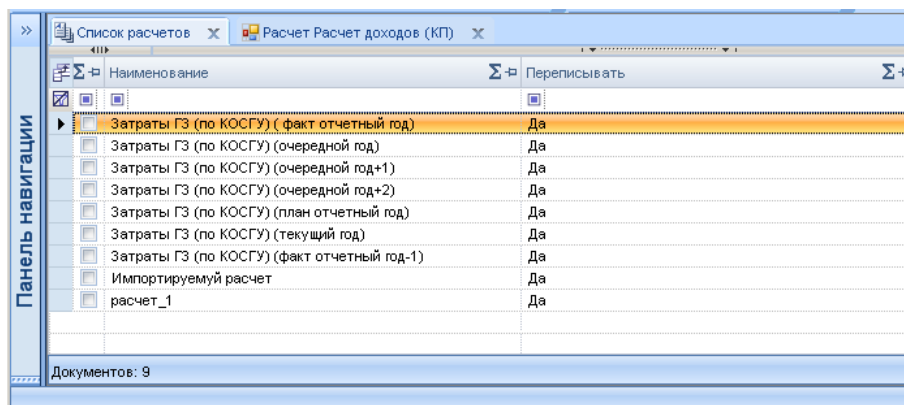 Список расчетов
Расчет Расчет доходов (КП)
Наименование
Переписывать
Затраты ГЗ (по КОСГУ) ( факт отчетный год)
Да
Затраты ГЗ (по КОСГУ) (очередной год)
Да
Затраты ГЗ (по КОСГУ) (очередной год+1)
Да
Затраты ГЗ (по КОСГУ) (очередной год+2)
Да
Затраты ГЗ (по КОСГУ) (план отчетный год)
Да
Затраты ГЗ (по КОСГУ) (текущий год)
Да
Затраты ГЗ (по КОСГУ) (факт отчетный год-1)
Да
Импортируемуй расчет
Да
расчет_1
Да
Документов: 9
Панель навигации